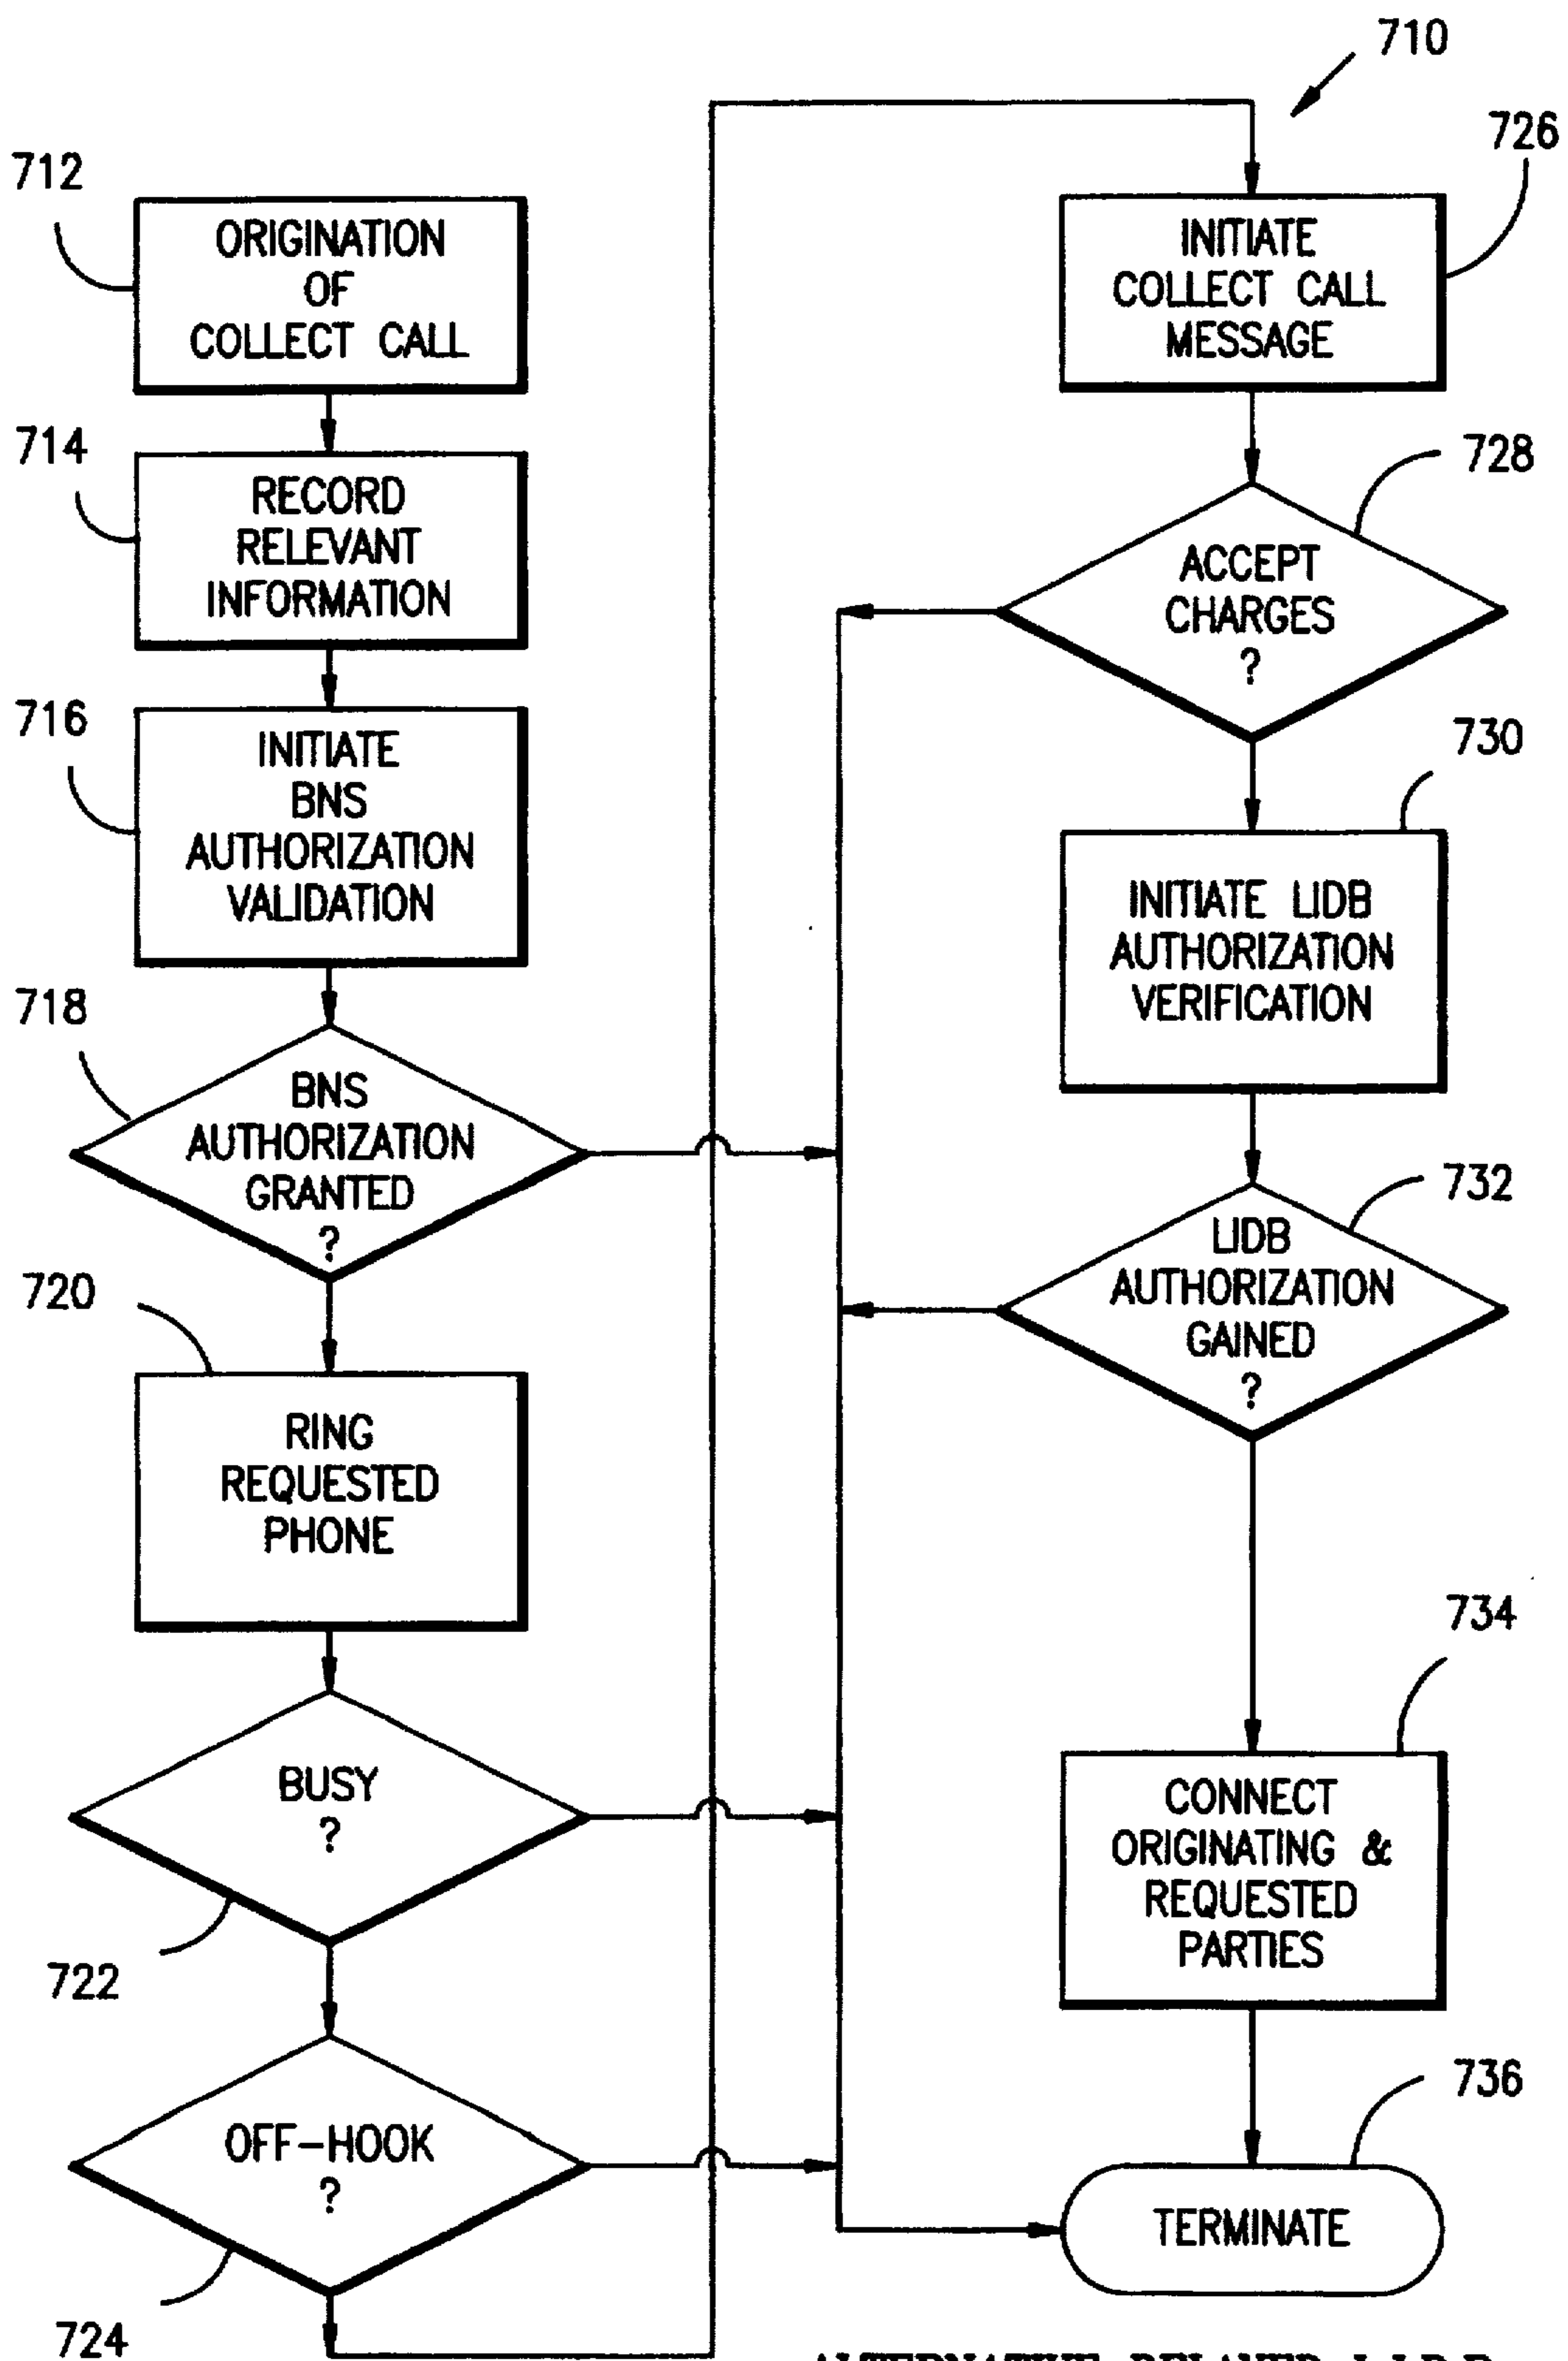 710
712
ORIGINATION
OF
COLLECT CALL
714
RECORD
RELEVANT
INFORMATION
716
INITIATE
BNS
AUTHORIZATION
VALIDATION
718
BNS
AUTHORIZATION
GRANTED
?
720
RING
REQUESTED
PHONE
BUSY
?
722
OFF-HOOK
?
724
726
INITIATE
COLLECT CALL
MESSAGE
728
ACCEPT
CHARGES
?
730
INITIATE LIDB
AUTHORIZATION
VERIFICATION
732
LIDB
AUTHORIZATION
GAINED
?
734
CONNECT
ORIGINATING &
REQUESTED
PARTIES
736
TERMINATE
ALTERNATIVE DELAYED L.I.D.B.